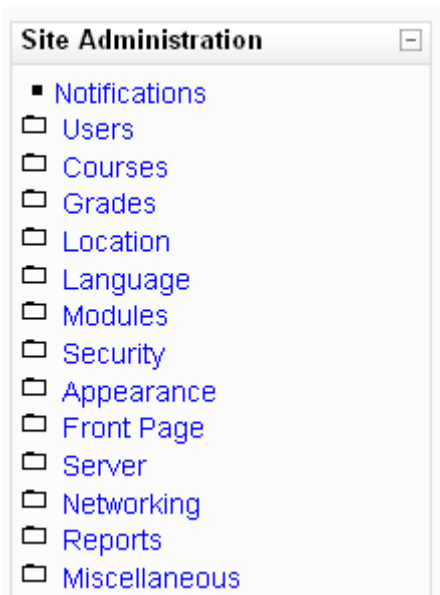 Site Administration
Notifications
Users
Courses
Grades
Location
Language
Modules
Security
Appearance
Front Page
Server
Networking
Reports
Miscellaneous